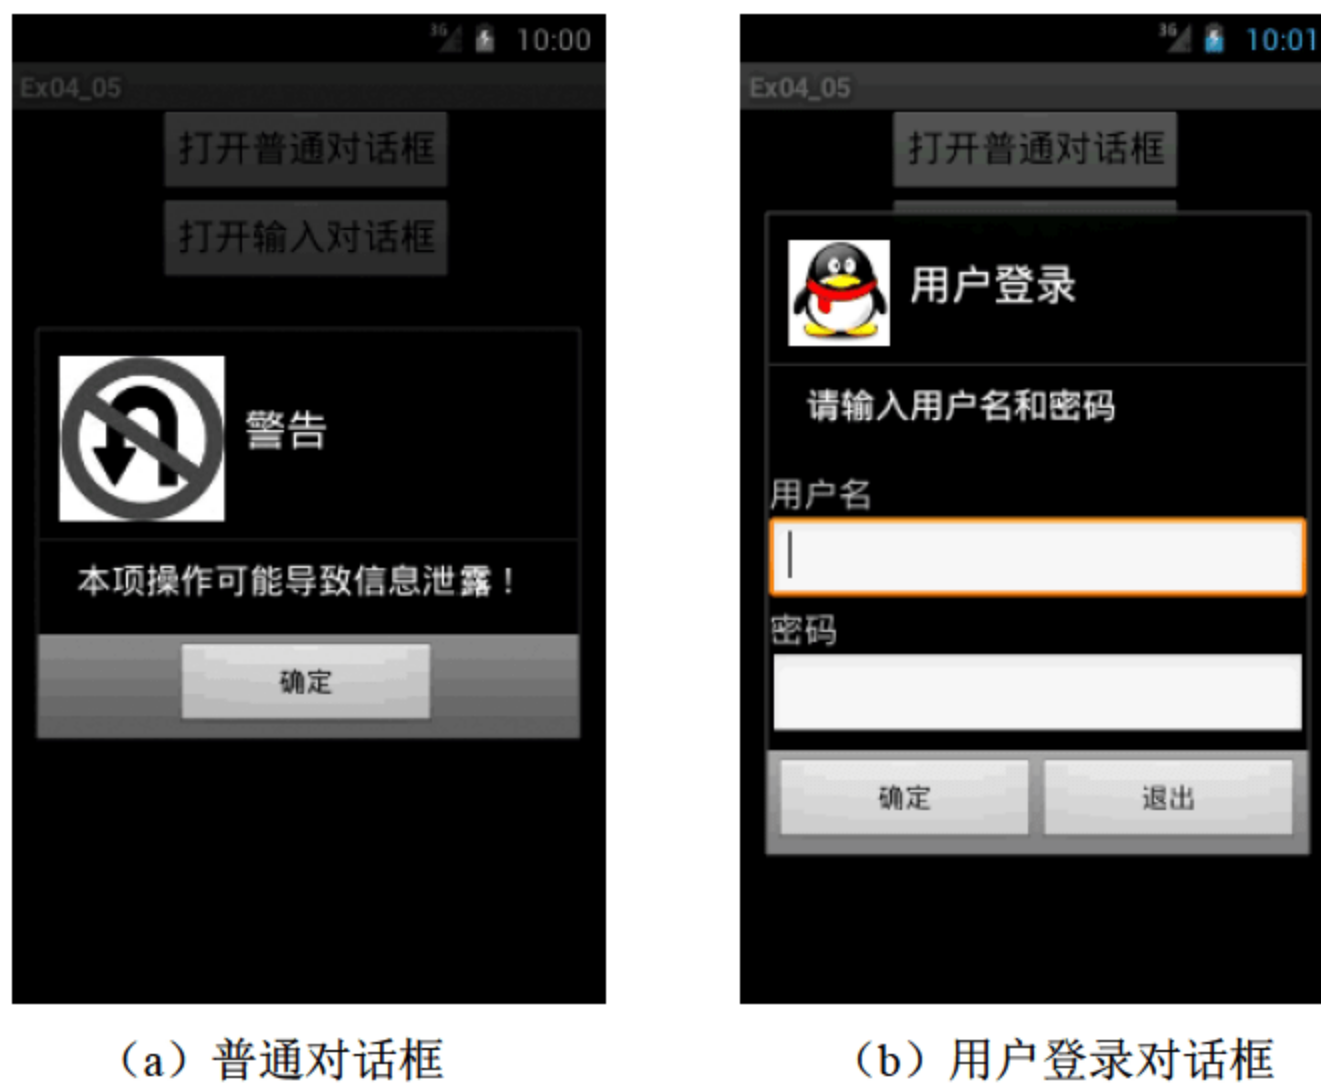 3G 10:00
Ex04_05
打开普通对话框
打开输入对话框
警告
本项操作可能导致信息泄露！
确定
（a）普通对话框
3G 10:01
Ex04_05
打开普通对话框
用户登录
请输入用户名和密码
用户名
密码
确定 退出
（b）用户登录对话框